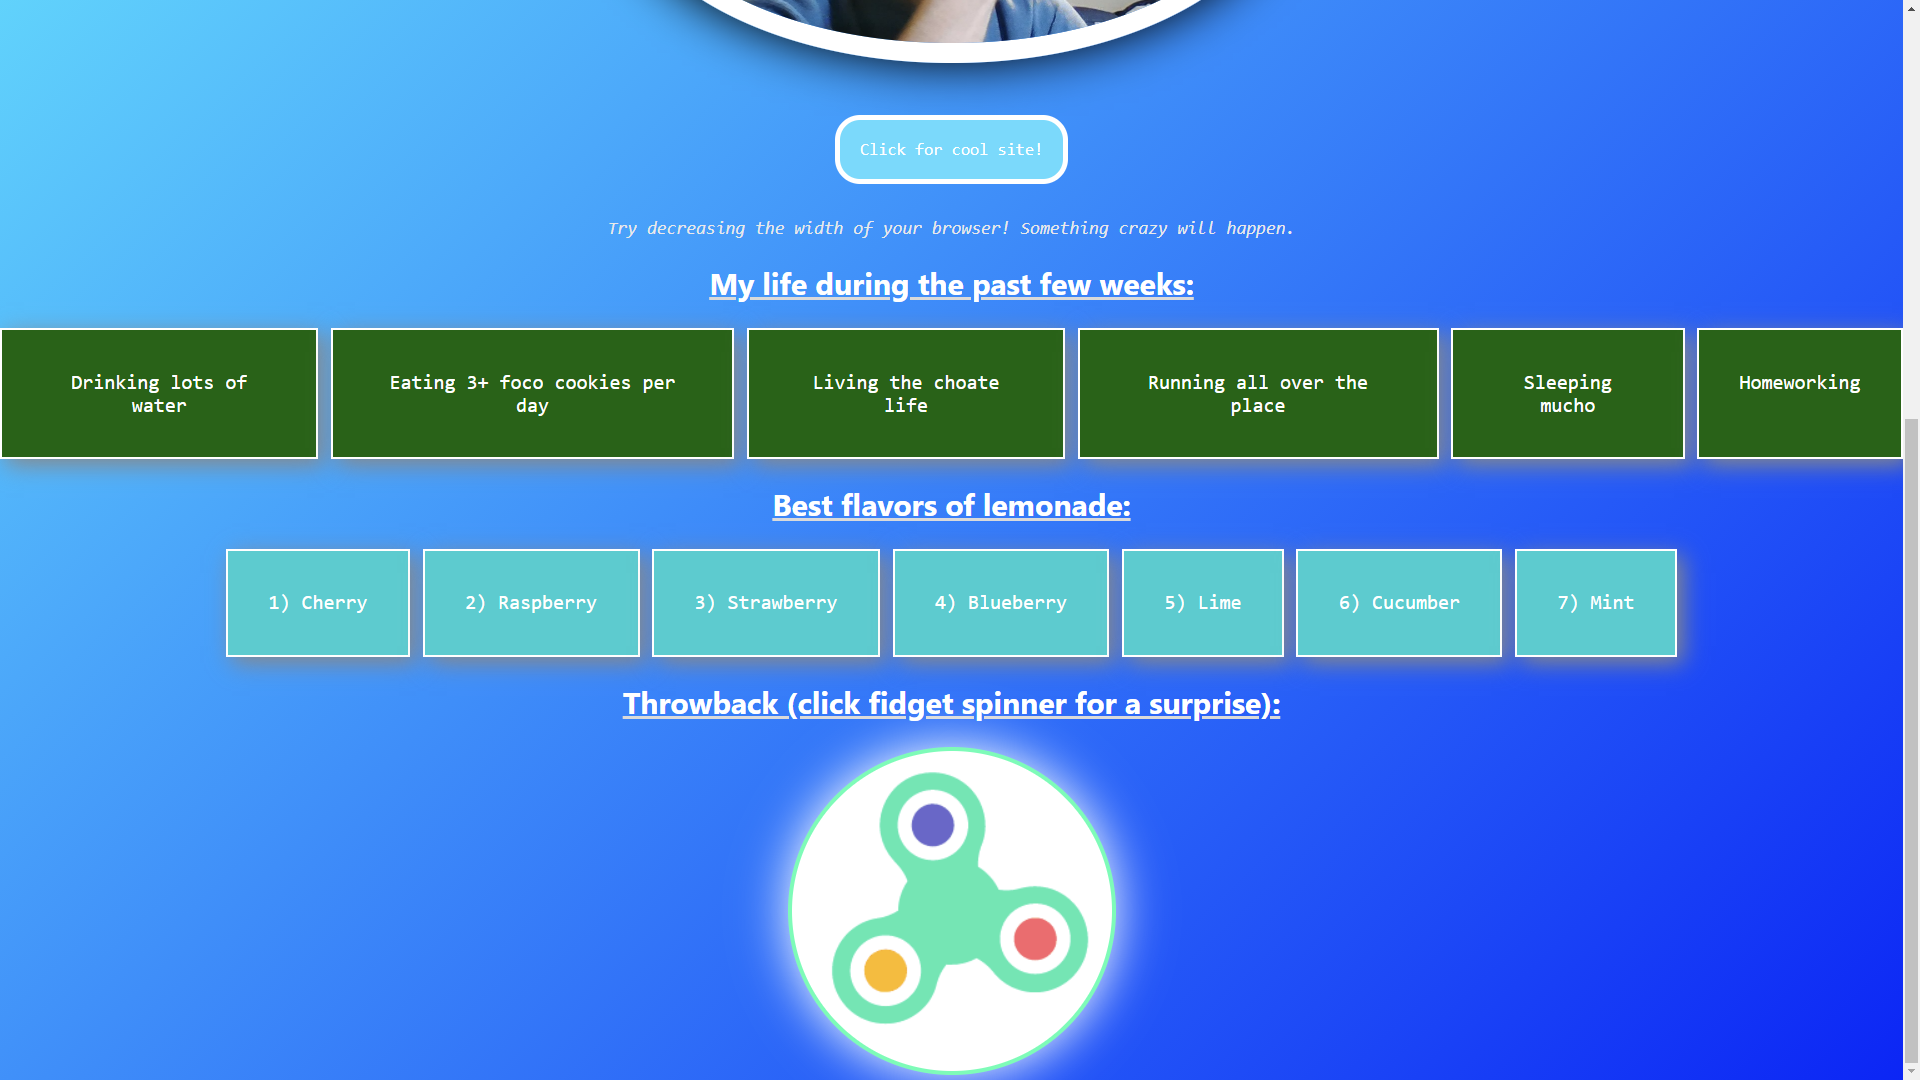 Click for cool site!
Try decreasing the width of your browser! Something crazy will happen.
My life during the past few weeks:
Drinking lots of
water
Eating 3+ foco cookies per
day
Living the choate
life
Running all over the
place
Sleeping
mucho
Homeworking
Best flavors of lemonade:
1) Cherry
2) Raspberry
3) Strawberry
4) Blueberry
5) Lime
6) Cucumber
7) Mint
Throwback (click fidget spinner for a surprise):